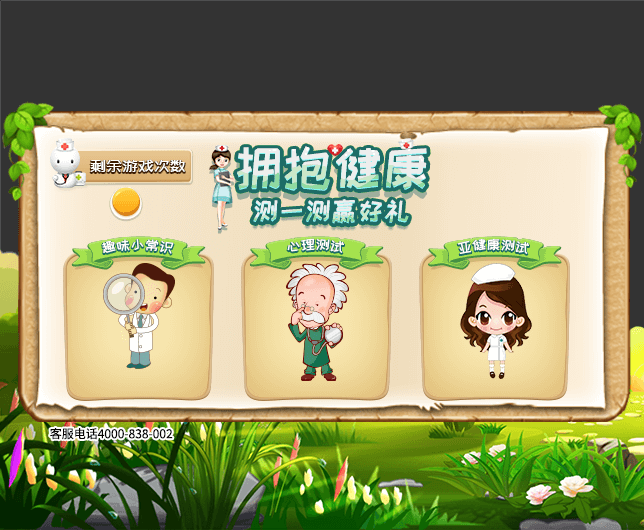 剩余游戏次数
拥抱健康
测一测赢好礼
趣味小常识
心理测试
亚健康测试
客服电话4000-838-002